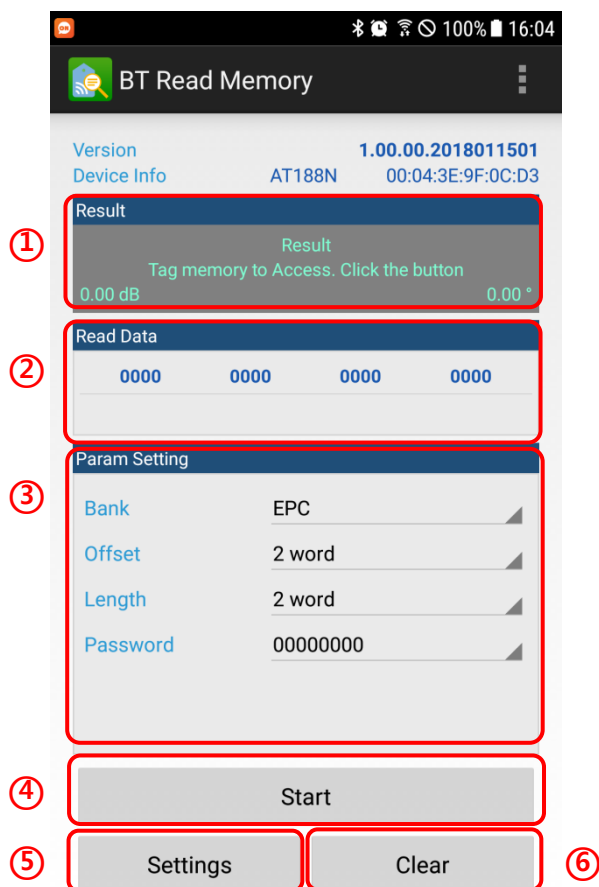 100% 16:04
BT Read Memory
Version 1.00.00.2018011501
Device Info AT188N 00:04:3E:9F:0C:D3
① Result
Result
Tag memory to Access. Click the button
0.00 dB 0.00 °
② Read Data
0000 0000 0000 0000
Param Setting
③
Bank EPC
Offset 2 word
Length 2 word
Password 00000000
④ Start
⑤ Settings Clear ⑥